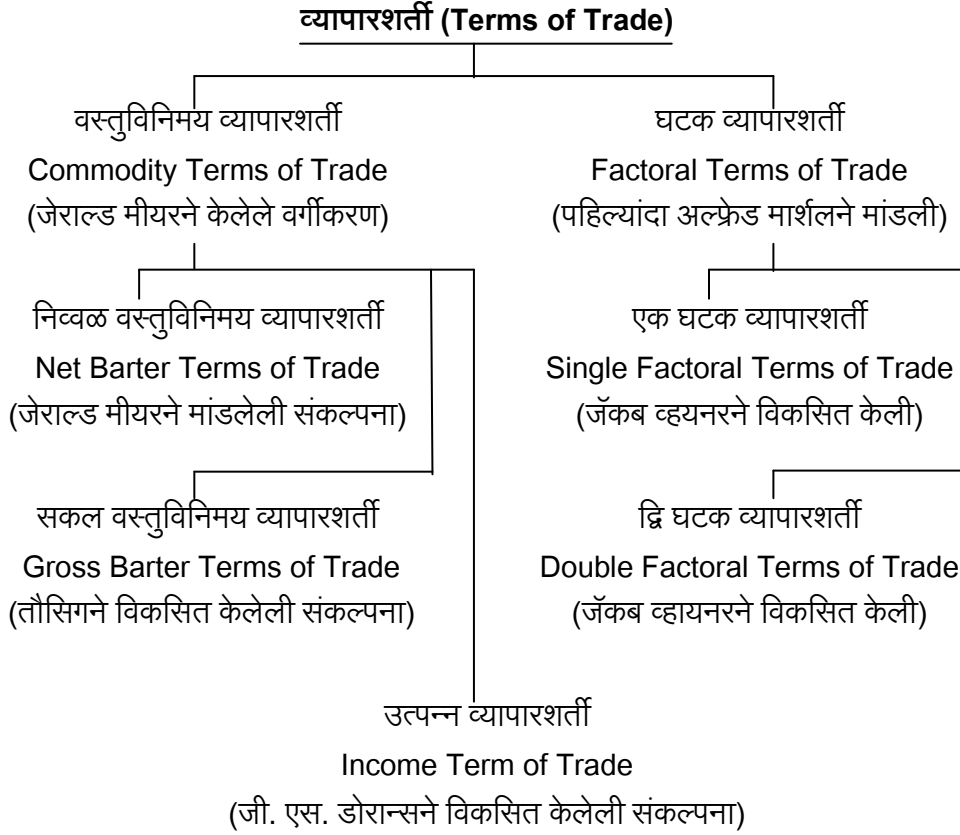 व्यापारशर्ती (Terms of Trade)
वस्तुविनिमय व्यापारशर्ती
Commodity Terms of Trade
(जेराल्ड मीयरने केलेले वर्गीकरण)
घटक व्यापारशर्ती
Factoral Terms of Trade
(पहिल्यांदा अल्फ्रेड मार्शलने मांडली)
निव्वळ वस्तुविनिमय व्यापारशर्ती
Net Barter Terms of Trade
(जेराल्ड मीयरने मांडलेली संकल्पना)
एक घटक व्यापारशर्ती
Single Factoral Terms of Trade
(जॅकब व्हयनरने विकसित केली)
सकल वस्तुविनिमय व्यापारशर्ती
Gross Barter Terms of Trade
(तौसिगने विकसित केलेली संकल्पना)
द्वि घटक व्यापारशर्ती
Double Factoral Terms of Trade
(जॅकब व्हायनरने विकसित केली)
उत्पन्न व्यापारशर्ती
Income Term of Trade
(जी. एस. डोरान्सने विकसित केलेली संकल्पना)